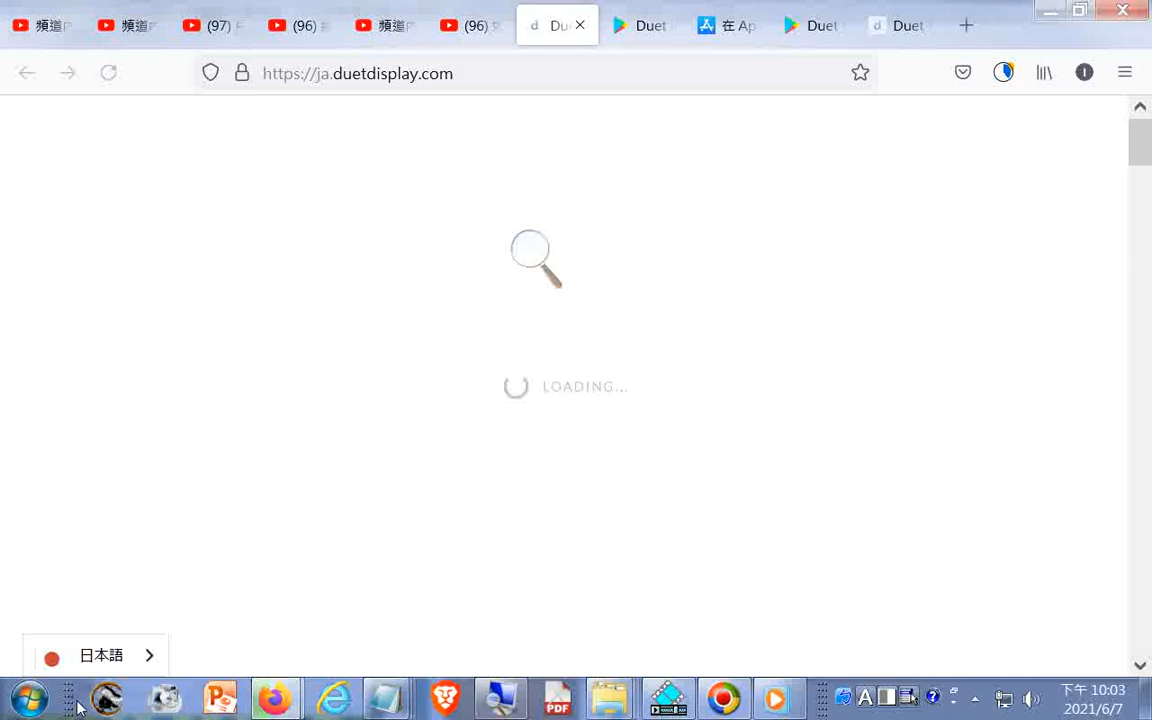 頻道
頻道
(97)
(96)
頻道
(96)
Du
Duet
在 Ap
Duet
Duet
https://ja.duetdisplay.com
LOADING...
日本語
PDF
A
下午 10:03
2021/6/7